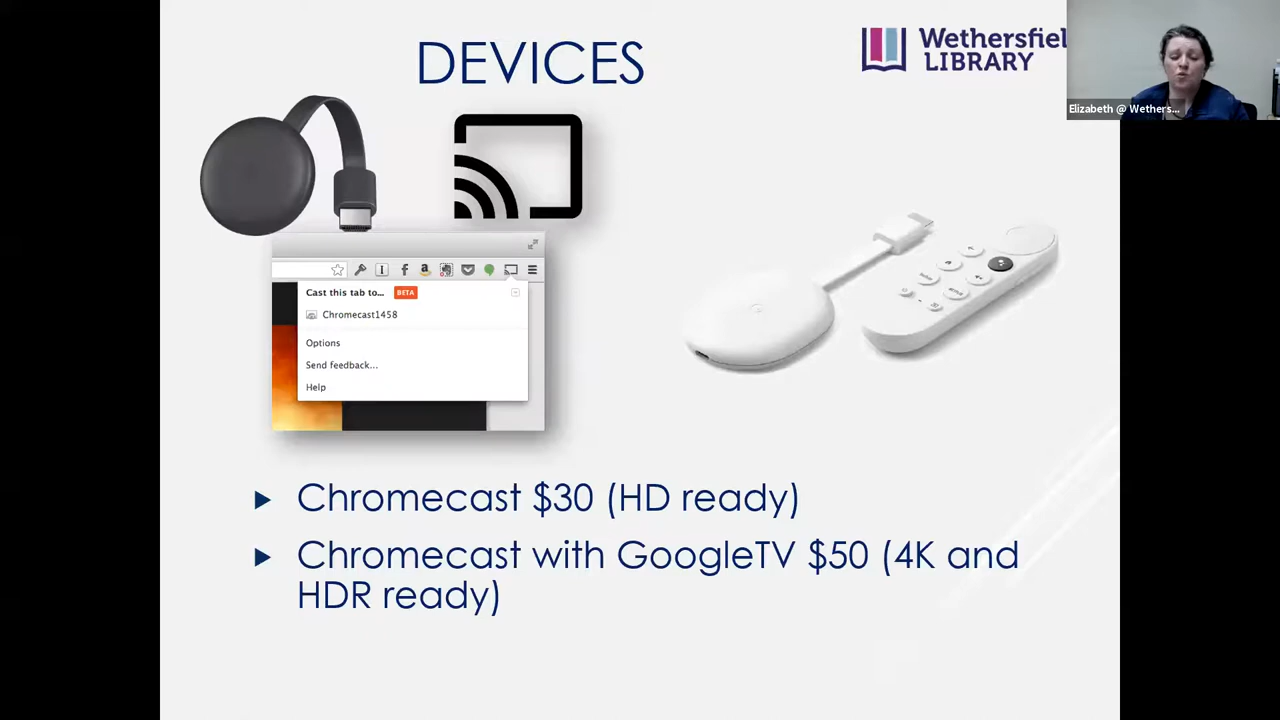 DEVICES
Wethersfiel
LIBRARY
Elizabeth @ Wethers...
Cast this tab to...
BETA
Chromecast1458
Options
Send feedback...
Help
Chromecast $30 (HD ready)
Chromecast with GoogleTV $50 (4K and
HDR ready)